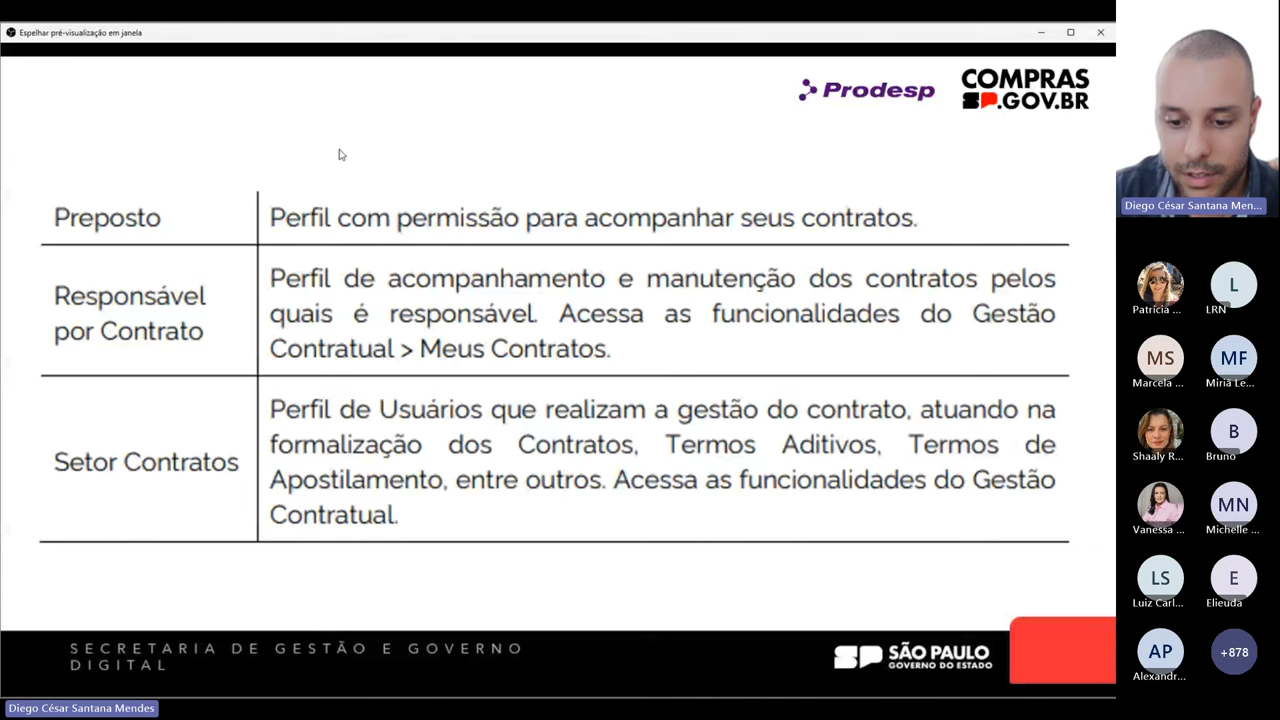 Espelhar pré-visualização em janela
Prodesp
COMPRAS
SP.GOV.BR
Preposto
Perfil com permissão para acompanhar seus contratos.
Responsável
por Contrato
Perfil de acompanhamento e manutenção dos contratos pelos
quais é responsável. Acessa as funcionalidades do Gestão
Contratual > Meus Contratos.
Setor Contratos
Perfil de Usuários que realizam a gestão do contrato, atuando na
formalização dos Contratos, Termos Aditivos, Termos de
Apostilamento, entre outros. Acessa as funcionalidades do Gestão
Contratual.
SECRETARIA DE GESTÃO E GOVERNO
DIGITAL
SP SÃO PAULO
GOVERNO DO ESTADO
Diego César Santana Mendes
Diego César Santana Men...
Patrícia ...
L
LRN
MS
Marcela ...
MF
Miriã Le...
Shaaly R...
B
Bruno
Vanessa ...
MN
Michelle ...
LS
Luiz Carl...
E
Elieuda
AP
Alexandr...
+878